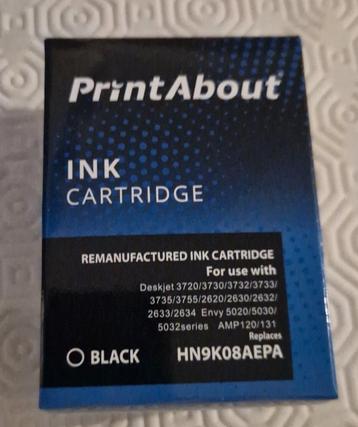 PrintAbout
INK
CARTRIDGE
REMANUFACTURED INK CARTRIDGE
For use with
Deskjet 3720/3730/3732/3733/
3735/3755/2620/2630/2632/
2633/2634 Envy 5020/5030/
5032series AMP120/131
Replaces
BLACK HN9K08AEPA